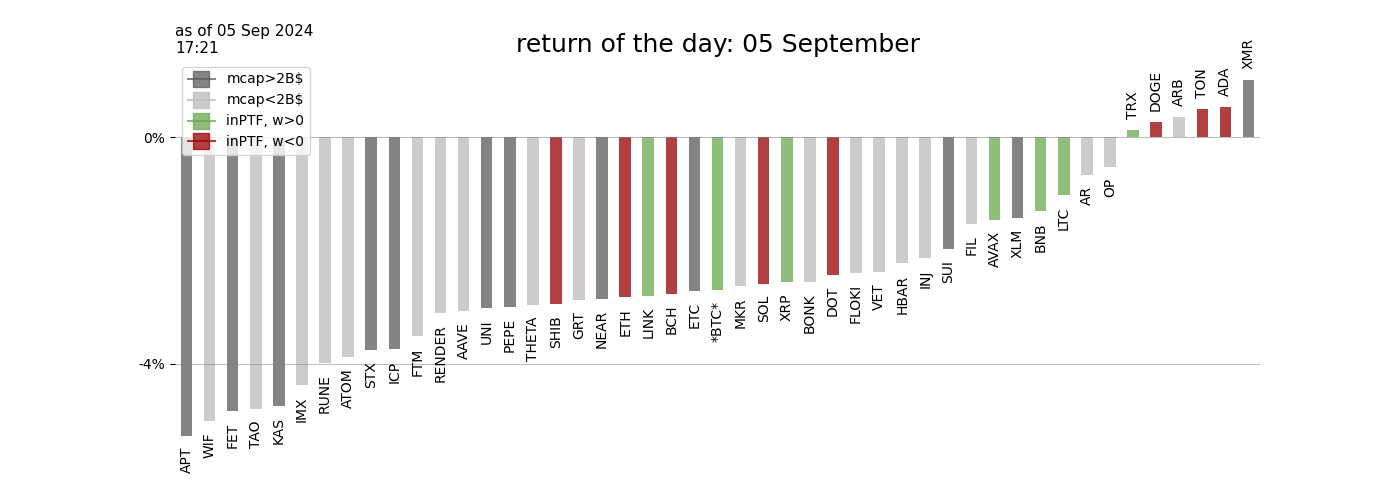 as of 05 Sep 2024
17:21
return of the day: 05 September
mcap>2B$
mcap<2B$
inPTF, w>0
inPTF, w<0
0%
-4%
APT
WIF
FET
TAO
KAS
IMX
RUNE
ATOM
STX
ICP
FTM
RENDER
AAVE
UNI
PEPE
THETA
SHIB
GRT
NEAR
ETH
LINK
BCH
ETC
*BTC*
MKR
SOL
XRP
BONK
DOT
FLOKI
VET
HBAR
INJ
SUI
FIL
AVAX
XLM
BNB
LTC
AR
OP
TRX
DOGE
ARB
TON
ADA
XMR